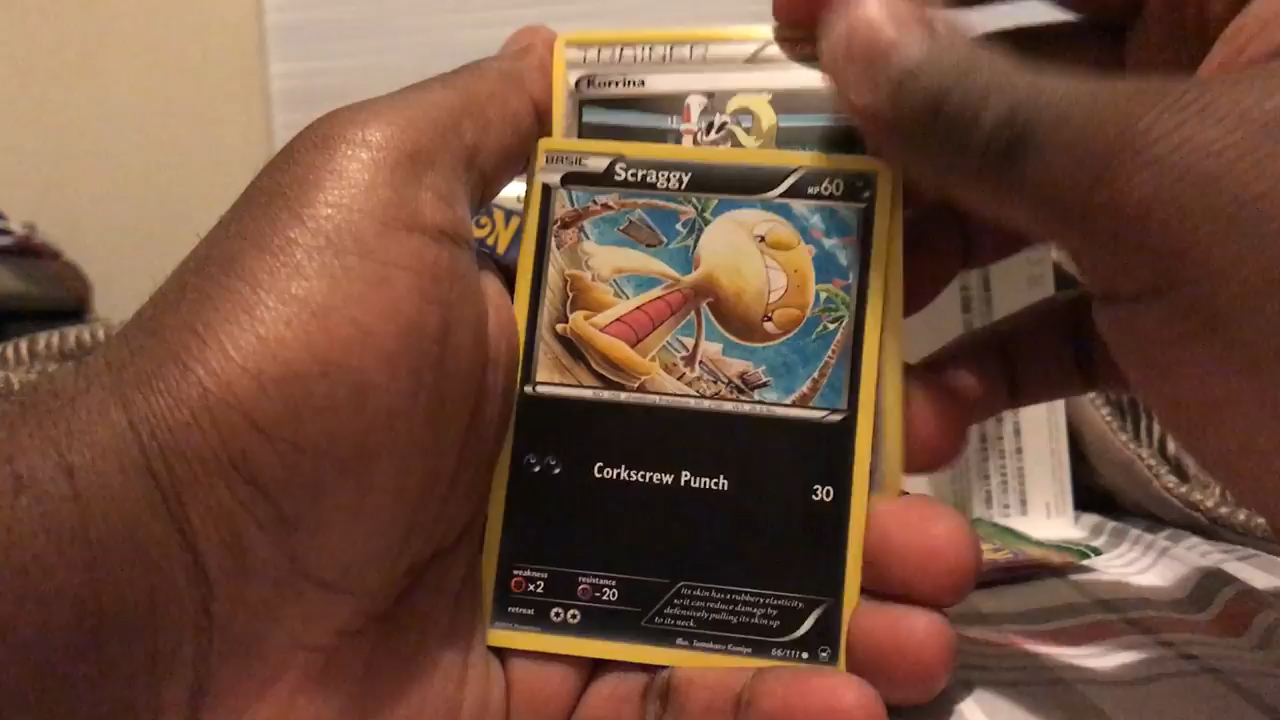 TRAINER
Korrina
BASIC
Scraggy
HP60
Corkscrew Punch
30
weakness
resistance
×2
-20
retreat
Its skin has a rubbery elasticity,
so it can reduce damage by
defensively pulling its skin up
to its neck.
Illus. Tomokazu Komiya
66/111